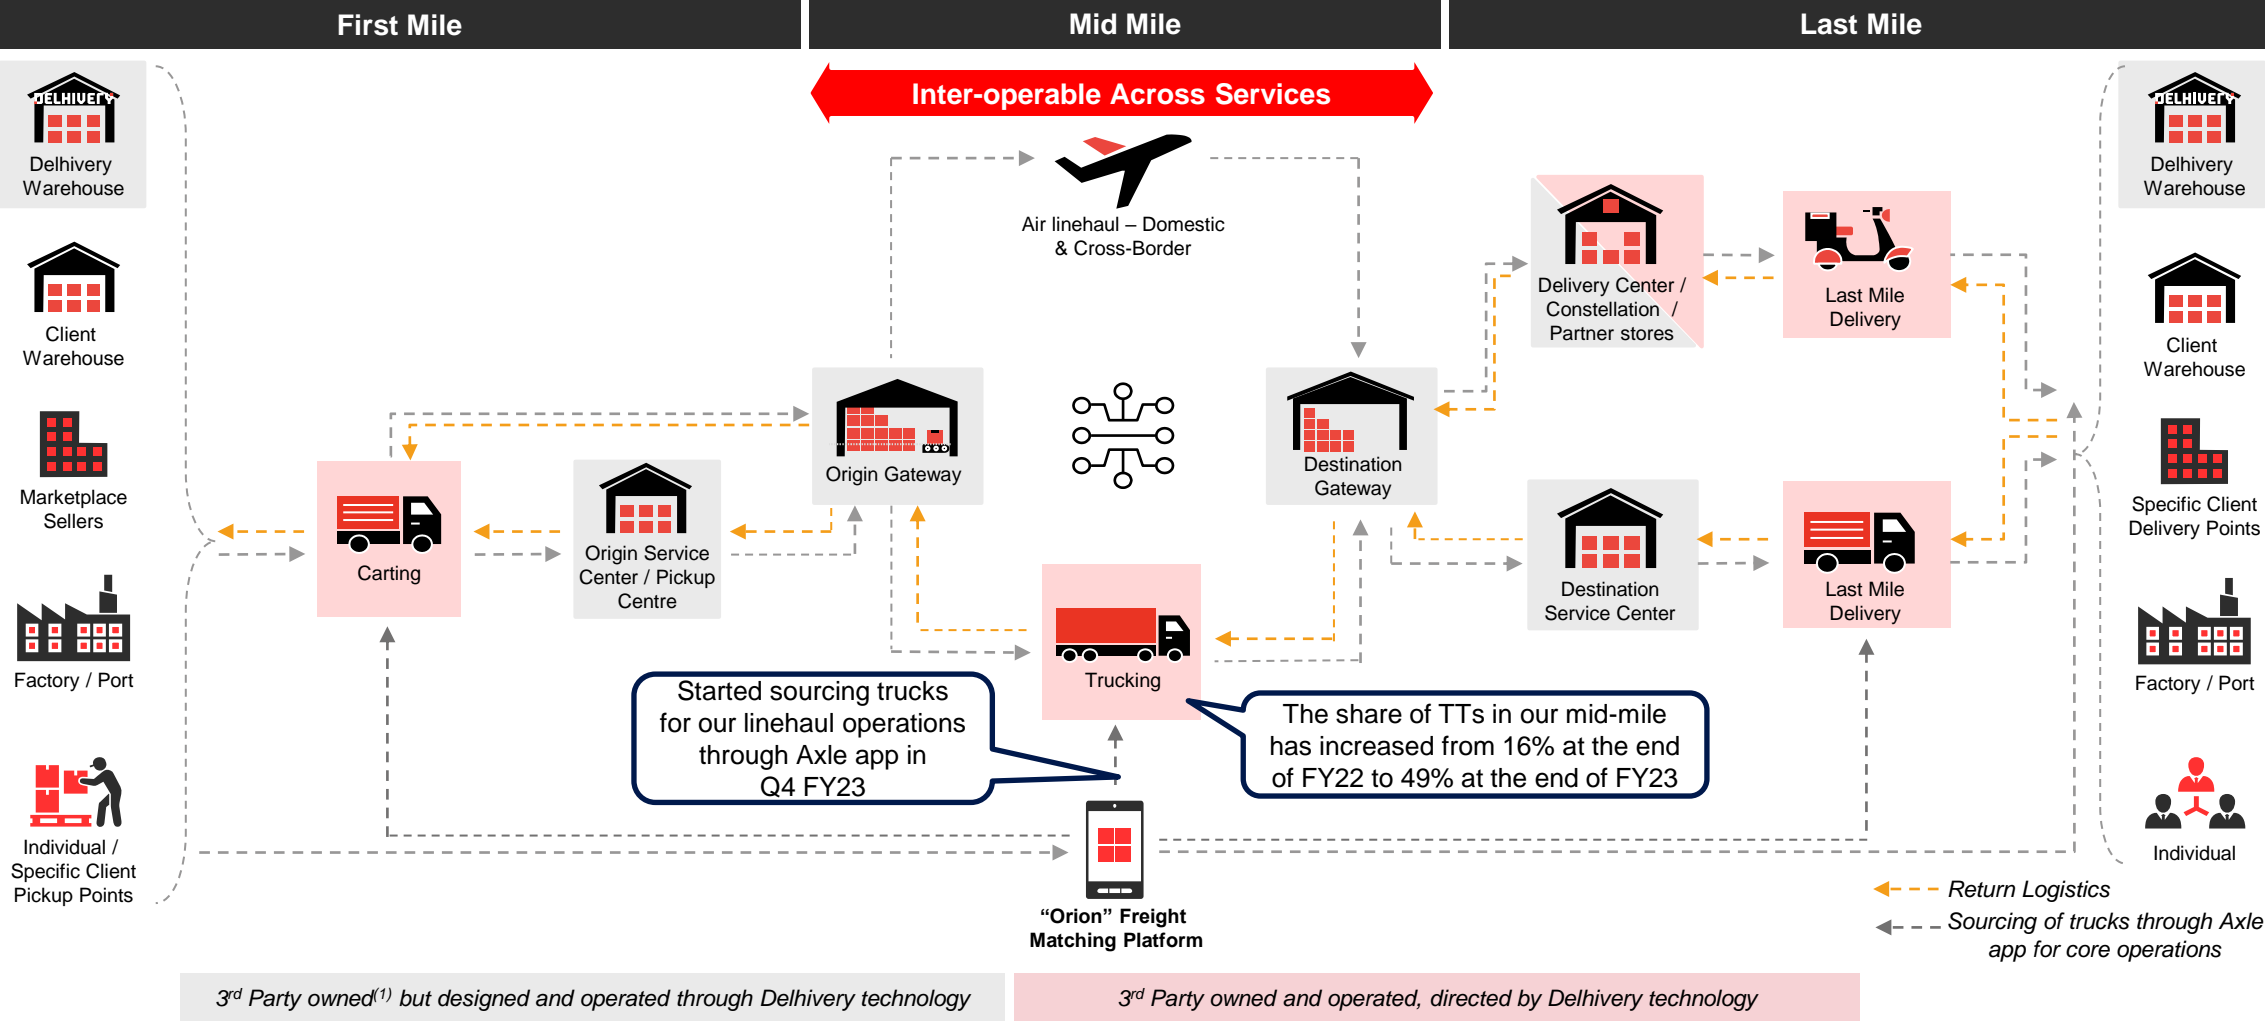 First Mile
Mid Mile
Last Mile
Inter-operable Across Services
DELHIVERY
Delhivery
Warehouse
Client
Warehouse
Marketplace
Sellers
Factory / Port
Individual /
Specific Client
Pickup Points
Carting
Origin Service
Center / Pickup
Centre
Origin Gateway
Air linehaul – Domestic
& Cross-Border
Trucking
Started sourcing trucks
for our linehaul operations
through Axle app in
Q4 FY23
The share of TTs in our mid-mile
has increased from 16% at the end
of FY22 to 49% at the end of FY23
“Orion” Freight
Matching Platform
Destination
Gateway
Delivery Center /
Constellation /
Partner stores
Last Mile
Delivery
Destination
Service Center
Last Mile
Delivery
DELHIVERY
Delhivery
Warehouse
Client
Warehouse
Specific Client
Delivery Points
Factory / Port
Individual
Return Logistics
Sourcing of trucks through Axle
app for core operations
3rd Party owned(1) but designed and operated through Delhivery technology
3rd Party owned and operated, directed by Delhivery technology